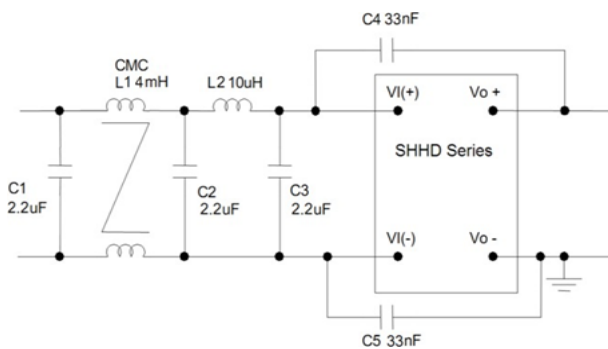 C4 33nF
CMC
L1 4mH
L2 10uH
VI(+)
Vo +
SHHD Series
C1
2.2uF
C2
2.2uF
C3
2.2uF
VI(-)
Vo -
C5 33nF